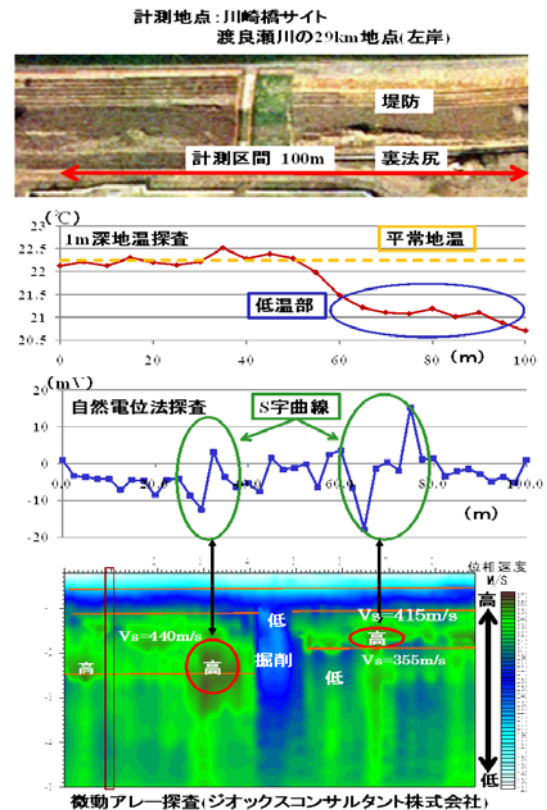 計測地点：川崎橋サイト
渡良瀬川の29km地点(左岸)
堤防
計測区間 100m 裏法尻
(℃)
1m深地温探査 平常地温
低温部
23
22.5
22
21.5
21
20.5
0 20 40 60 80 100
(m)
(mV)
自然電位法探査 S字曲線
20
10
0
-10
-20
0.0 20.0 40.0 60.0 80.0 100.0
(m)
位相速度
M/S
高
低
Vs=415m/s
Vs=440m/s
高
高 高 掘削
Vs=355m/s
低
低
微動アレー探査(ジオックスコンサルタント株式会社)